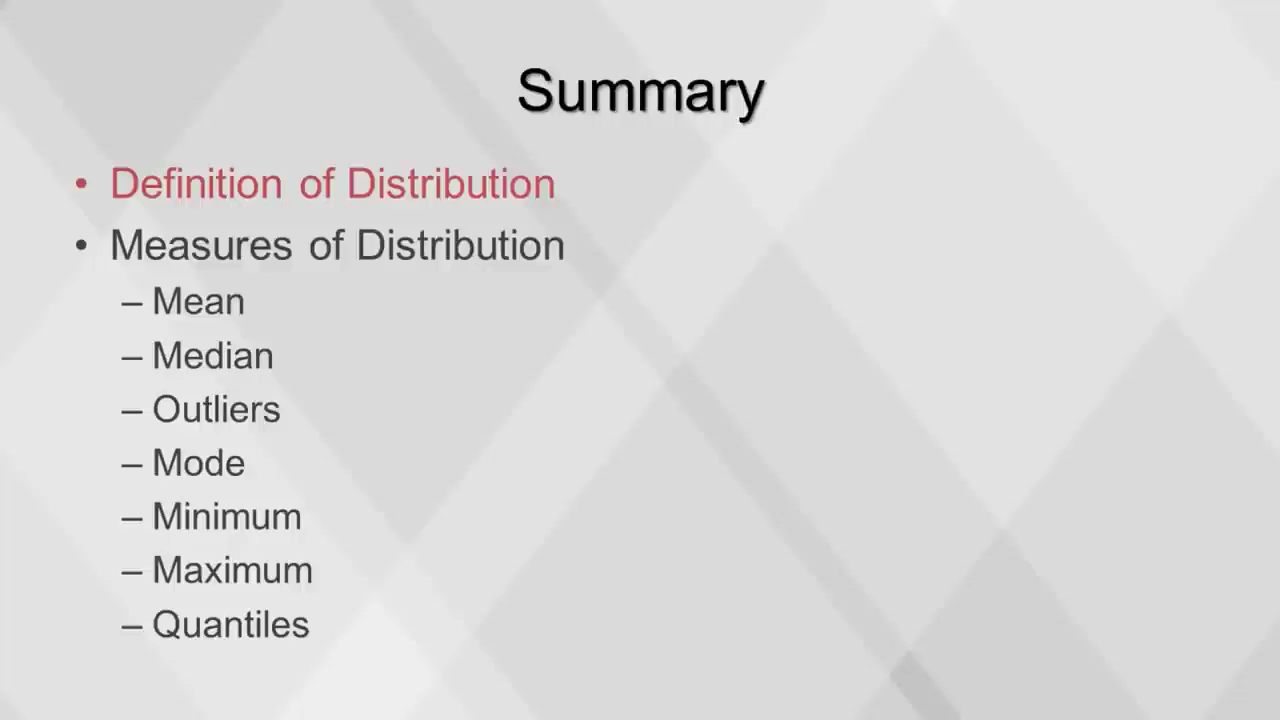 Summary
• Definition of Distribution
• Measures of Distribution
– Mean
– Median
– Outliers
– Mode
– Minimum
– Maximum
– Quantiles